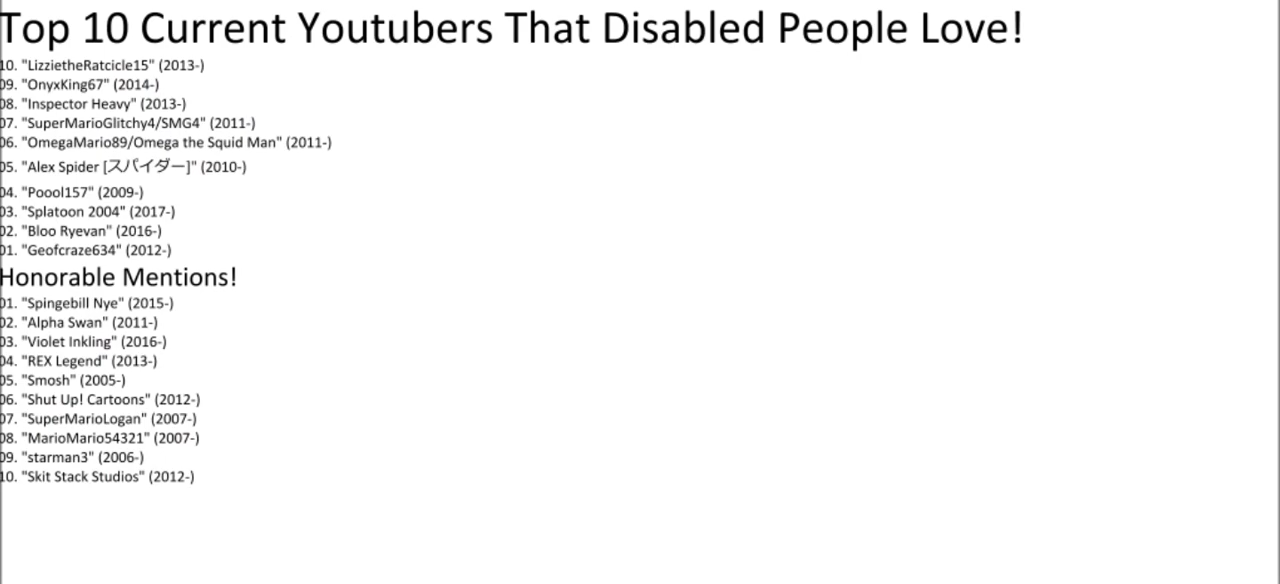 Top 10 Current Youtubers That Disabled People Love!
10. "LizzietheRatcicle15" (2013-)
09. "OnyxKing67" (2014-)
08. "Inspector Heavy" (2013-)
07. "SuperMarioGlitchy4/SMG4" (2011-)
06. "OmegaMario89/Omega the Squid Man" (2011-)
05. "Alex Spider [スパイダー]" (2010-)
04. "Poool157" (2009-)
03. "Splatoon 2004" (2017-)
02. "Bloo Ryevan" (2016-)
01. "Geofcraze634" (2012-)
Honorable Mentions!
01. "Spingebill Nye" (2015-)
02. "Alpha Swan" (2011-)
03. "Violet Inkling" (2016-)
04. "REX Legend" (2013-)
05. "Smosh" (2005-)
06. "Shut Up! Cartoons" (2012-)
07. "SuperMarioLogan" (2007-)
08. "MarioMario54321" (2007-)
09. "starman3" (2006-)
10. "Skit Stack Studios" (2012-)